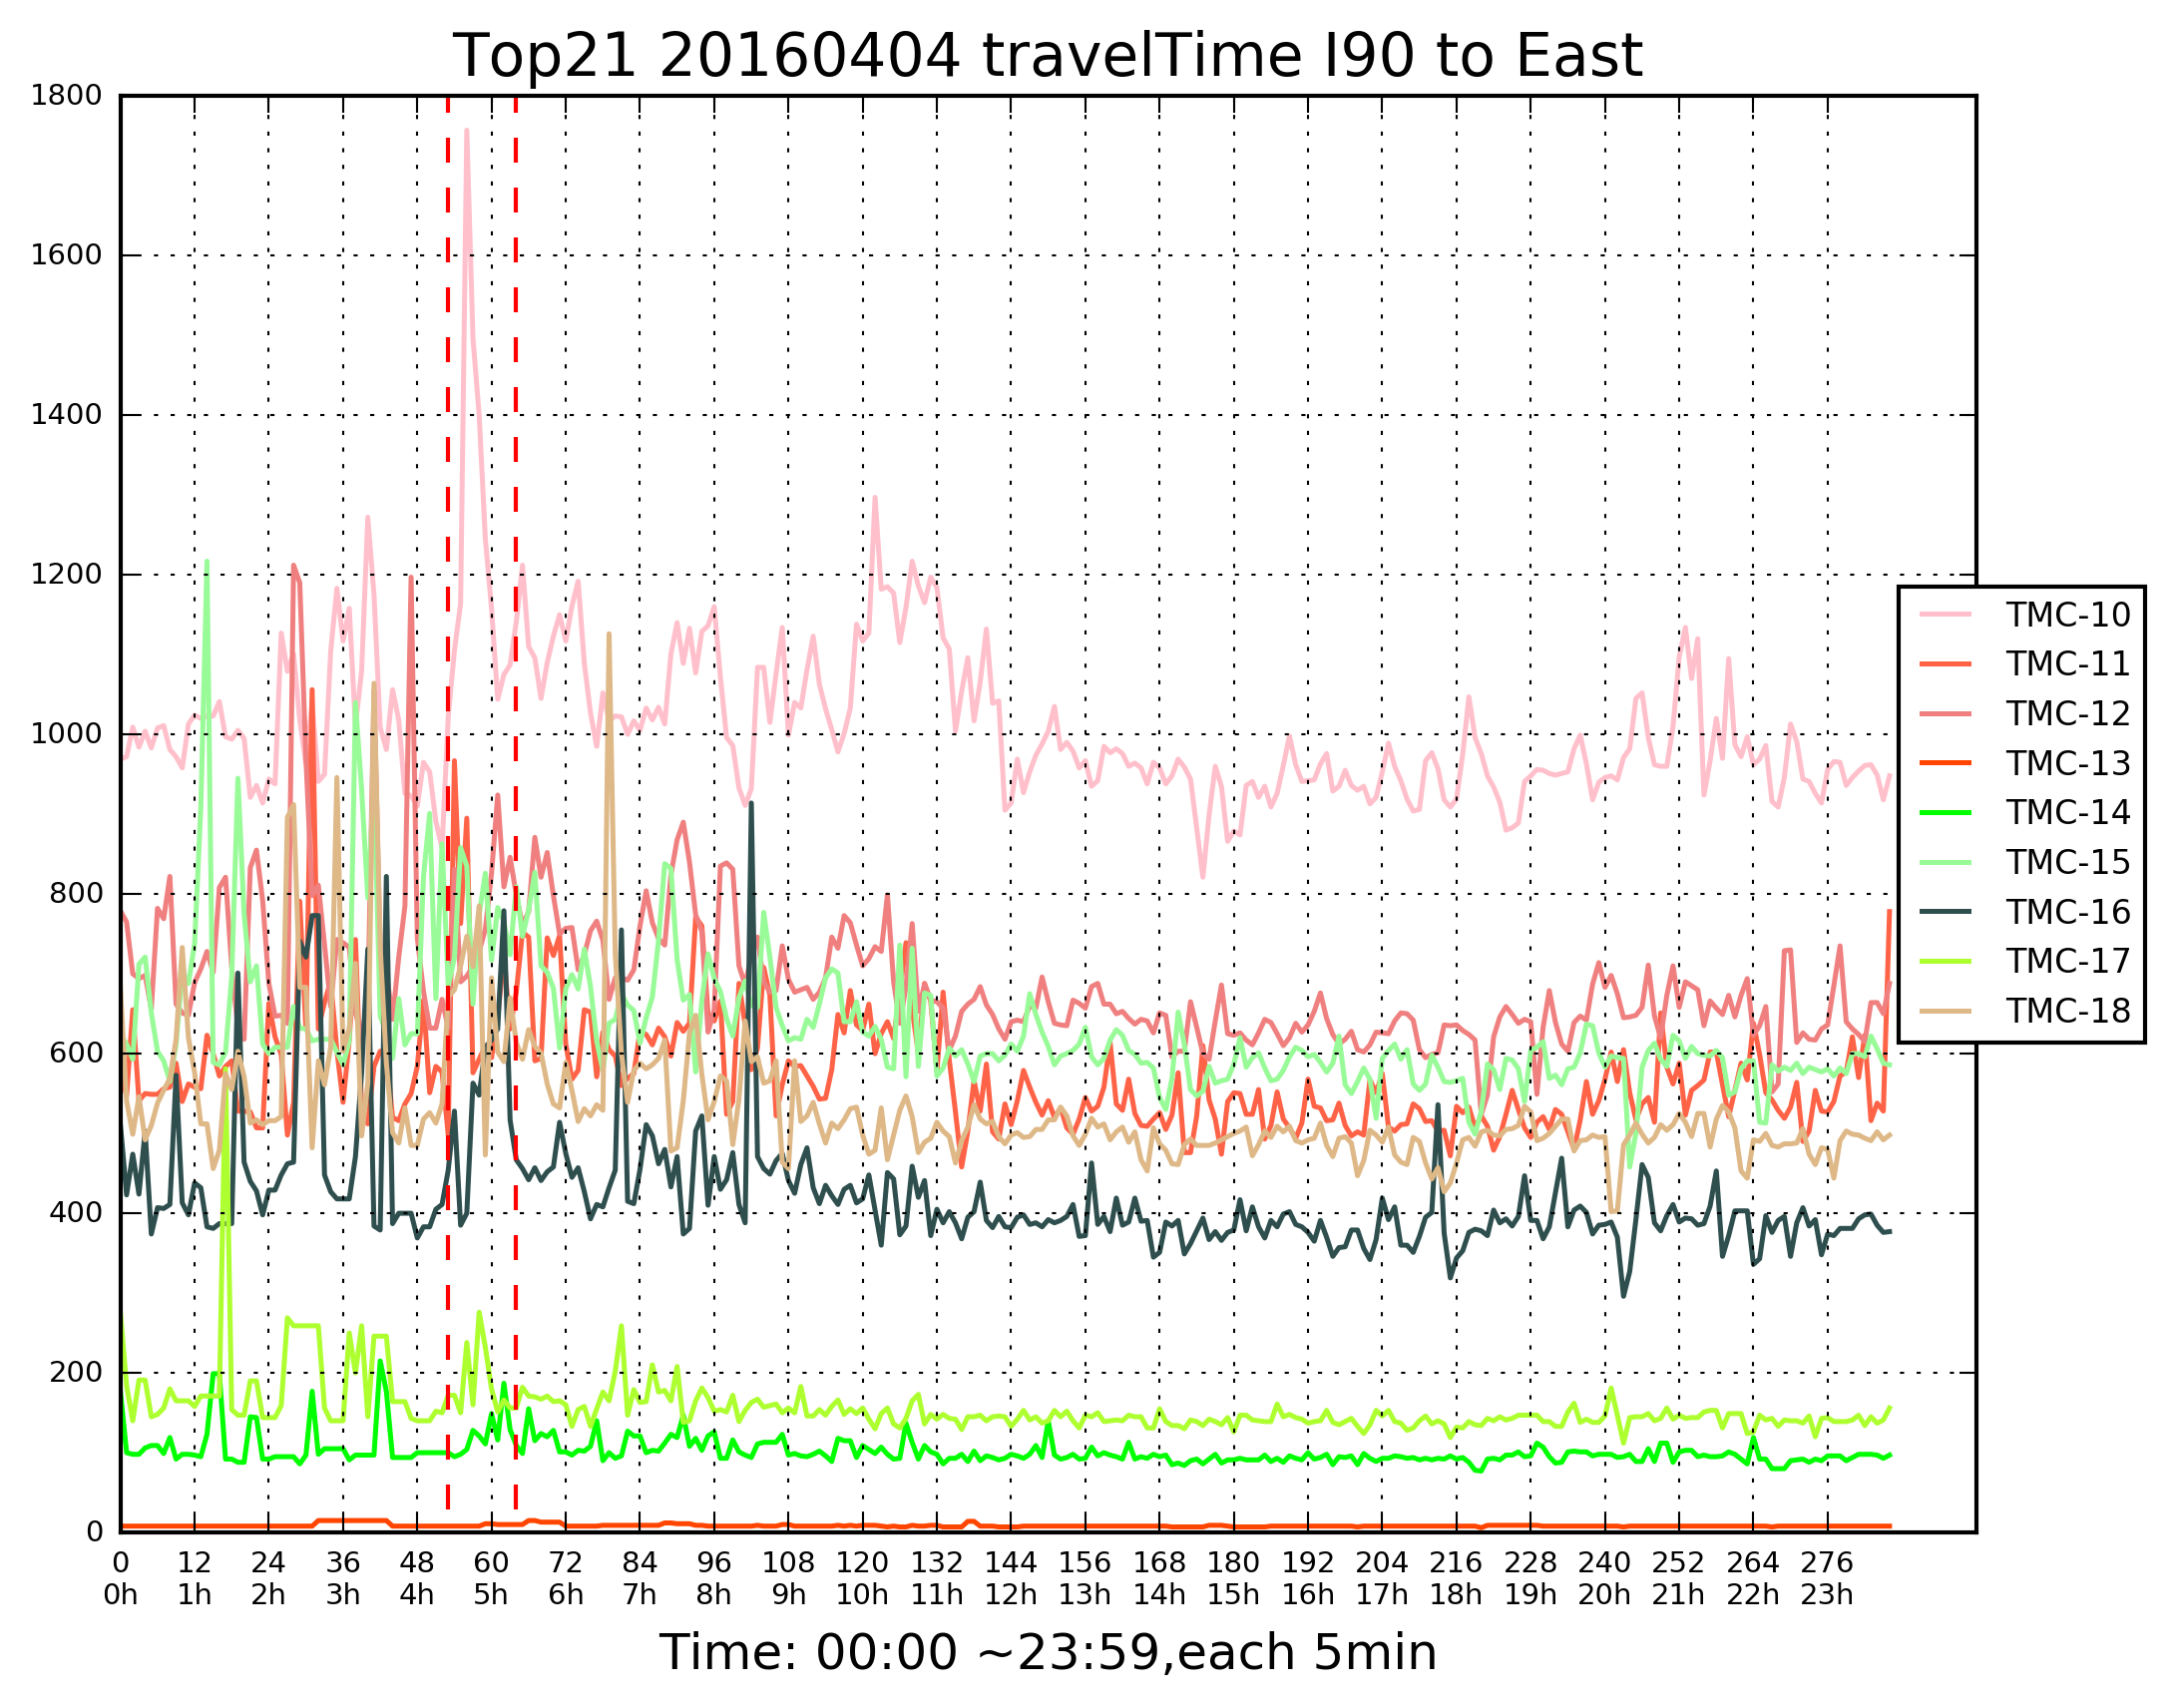 Top21 20160404 travelTime I90 to East
1800
1600
1400
1200
1000
800
600
400
200
0
TMC-10
TMC-11
TMC-12
TMC-13
TMC-14
TMC-15
TMC-16
TMC-17
TMC-18
0 12 24 36 48 60 72 84 96 108 120 132 144 156 168 180 192 204 216 228 240 252 264 276
0h 1h 2h 3h 4h 5h 6h 7h 8h 9h 10h 11h 12h 13h 14h 15h 16h 17h 18h 19h 20h 21h 22h 23h
Time: 00:00 ~23:59,each 5min